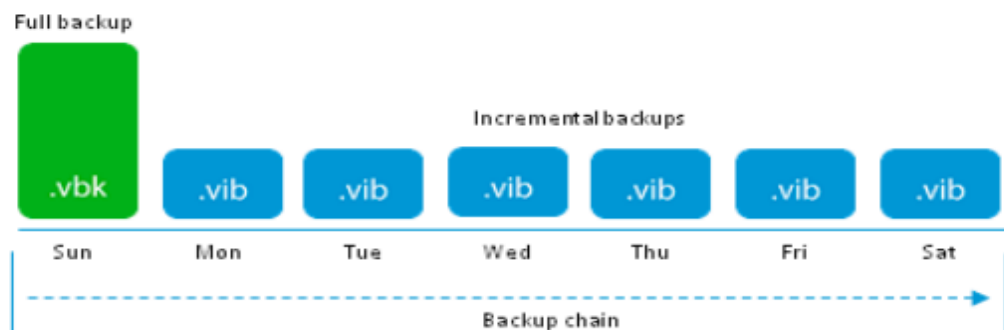 Full backup
Incremental backups
.vbk .vib .vib .vib .vib .vib .vib
Sun Mon Tue Wed Thu Fri Sat
Backup chain